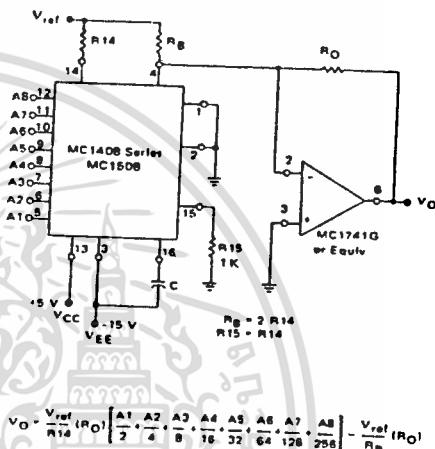 Vref
R14
RB
RO
14
4
A8 12
A7 11
A6 10
A5 9
A4 8
A3 7
A2 6
A1 5
MC1408 Series
MC1508
1
2
15
R15
1 K
13
3
16
C
VCC
VEE
-15 V
2
-
3
+
6
VO
MC1741G
or Equiv
RB = 2 R14
R15 = R14
VO = Vref/R14 (RO) [A1/2 + A2/4 + A3/8 + A4/16 + A5/32 + A6/64 + A7/128 + A8/256] - Vref/RB (RO)